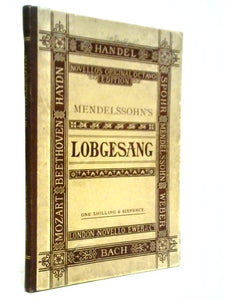 HANDEL
NOVELLO'S ORIGINAL OCTAVO
EDITION
MENDELSSOHN'S
LOBGESANG
ONE SHILLING & SIXPENCE.
LONDON: NOVELLO EWER & Co.
BACH
MOZART BEETHOVEN HAYDN
SPOHR MENDELSSOHN WEBER